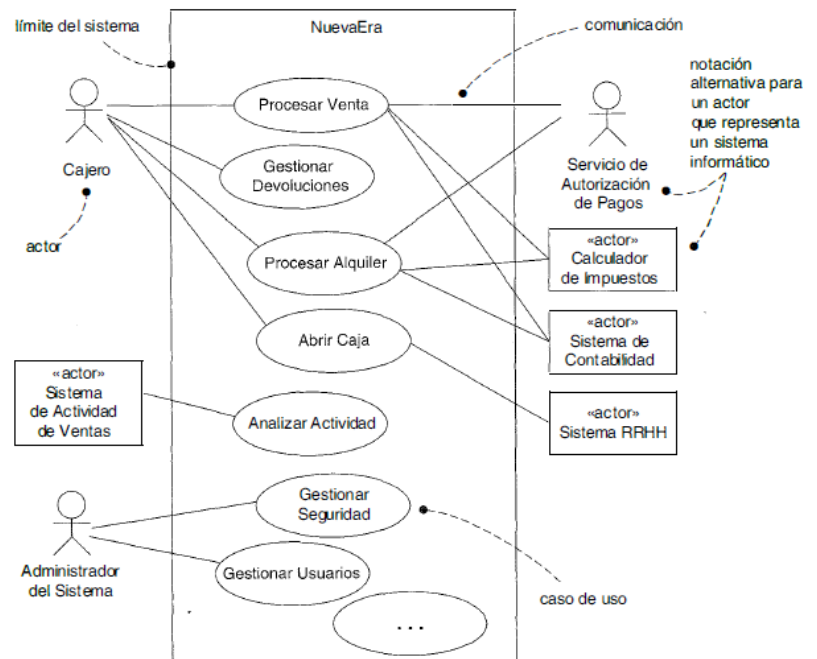 límite del sistema
NuevaEra
comunicación
notación
alternativa para
un actor
que representa
un sistema
informático
Procesar Venta
Cajero
Gestionar
Devoluciones
Servicio de
Autorización
de Pagos
actor
Procesar Alquiler
«actor»
Calculador
de Impuestos
Abrir Caja
«actor»
Sistema de
Contabilidad
«actor»
Sistema
de Actividad
de Ventas
Analizar Actividad
«actor»
Sistema RRHH
Gestionar
Seguridad
Administrador
del Sistema
Gestionar Usuarios
caso de uso
...